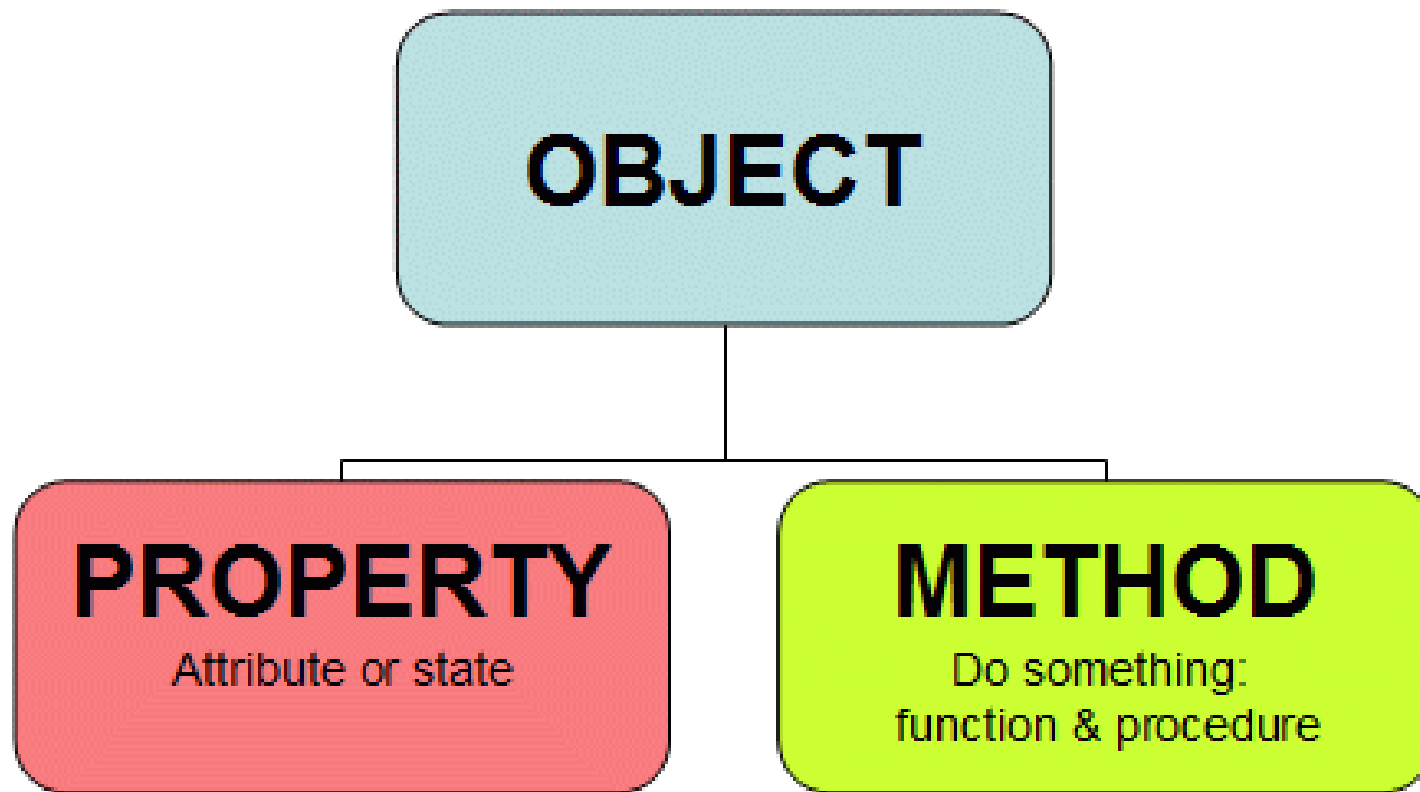 OBJECT
PROPERTY
Attribute or state
METHOD
Do something:
function & procedure